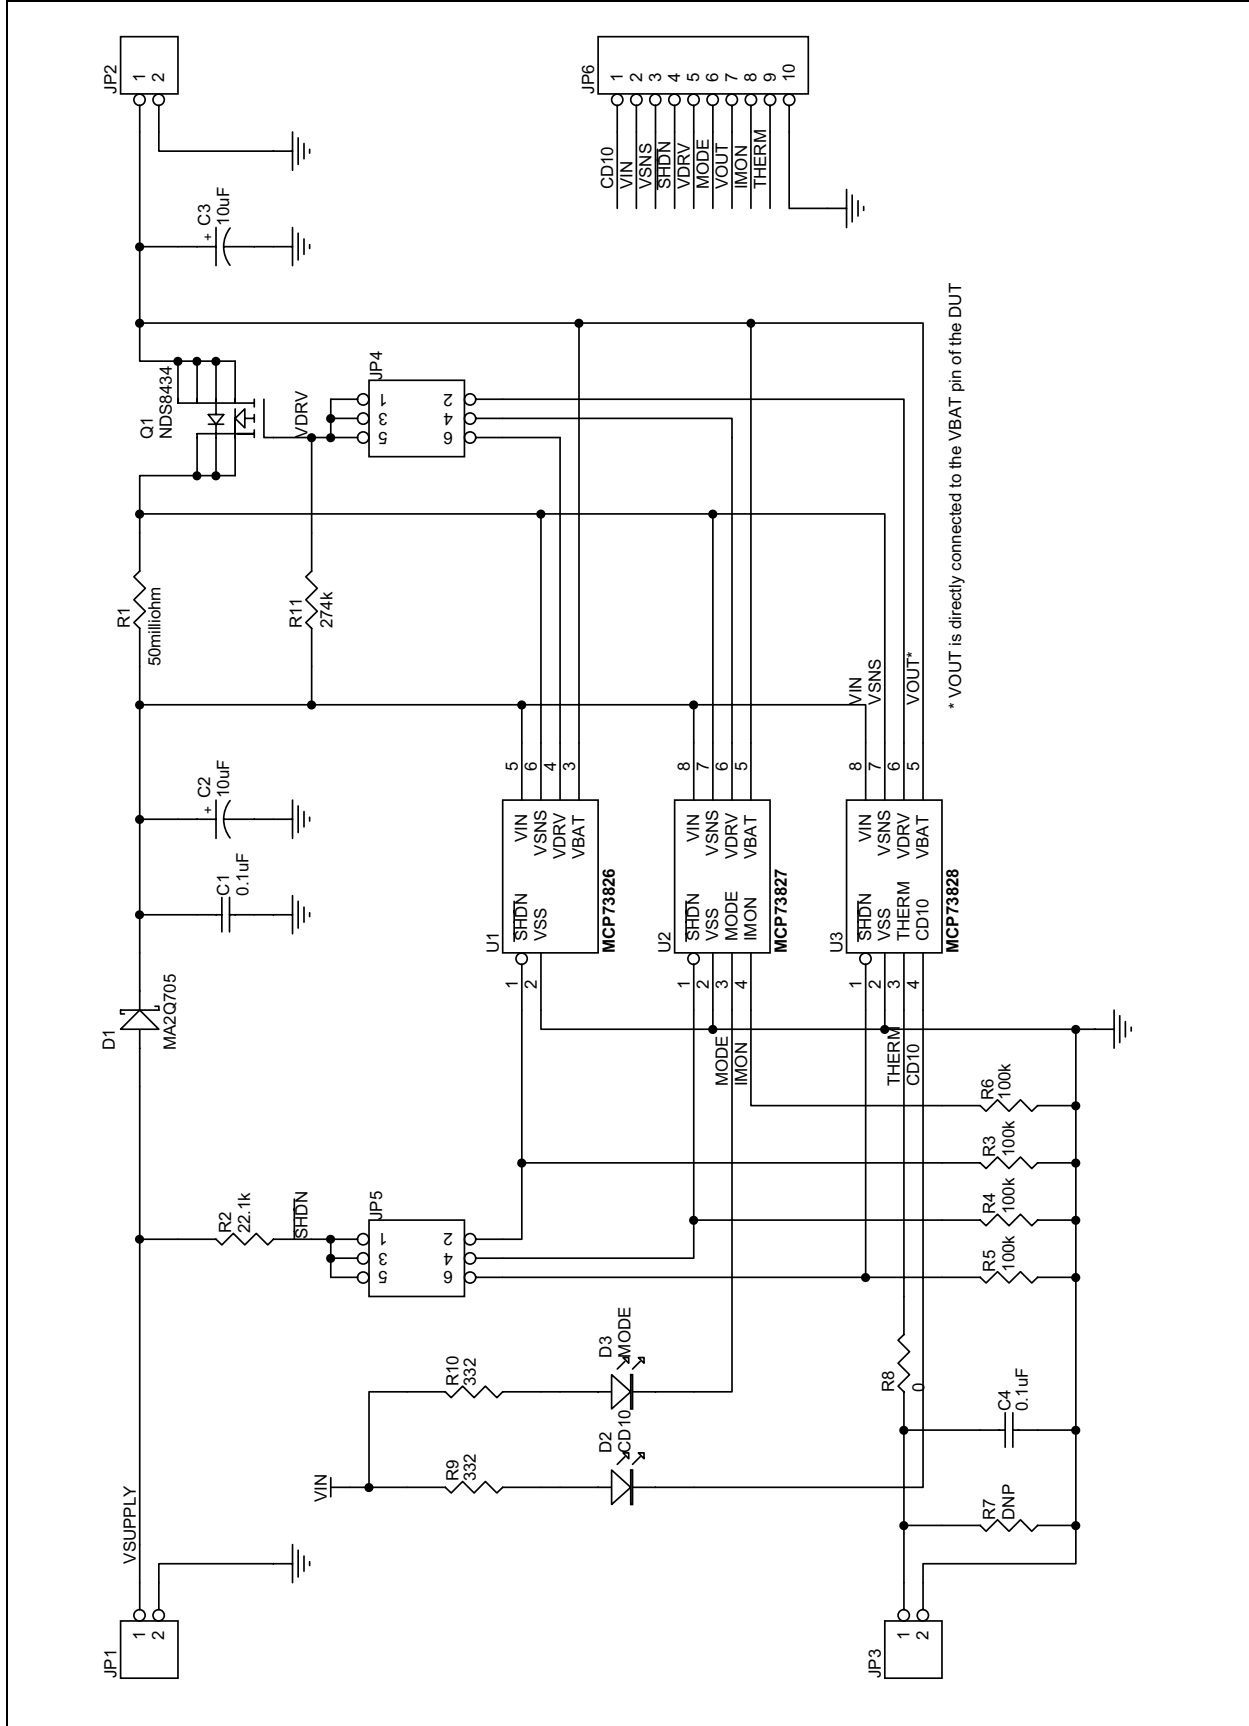 JP1
1
2
VSUPPLY
R2
22.1k
SHDN
D1
MA2Q705
C1
0.1uF
C2
10uF
+
R1
50milliohm
R11
274k
Q1
NDS8434
VDRV
C3
10uF
+
JP2
1
2
VIN
R9
332
R10
332
D2
CD10
D3
MODE
JP5
1
3
5
2
4
6
JP4
1
3
5
2
4
6
JP6
1
2
3
4
5
6
7
8
9
10
CD10
VIN
VSNS
SHDN
VDRV
MODE
VOUT
IMON
THERM
U1
SHDN
VSS
VIN
VSNS
VDRV
VBAT
MCP73826
1
2
5
6
4
3
U2
SHDN
VSS
MODE
IMON
VIN
VSNS
VDRV
VBAT
MCP73827
1
2
3
4
8
7
6
5
MODE
IMON
U3
SHDN
VSS
THERM
CD10
VIN
VSNS
VDRV
VBAT
MCP73828
1
2
3
4
8
7
6
5
THERM
CD10
VIN
VSNS
VOUT*
JP3
1
2
R8
0
R7
DNP
C4
0.1uF
R5
100k
R4
100k
R3
100k
R6
100k
* VOUT is directly connected to the VBAT pin of the DUT